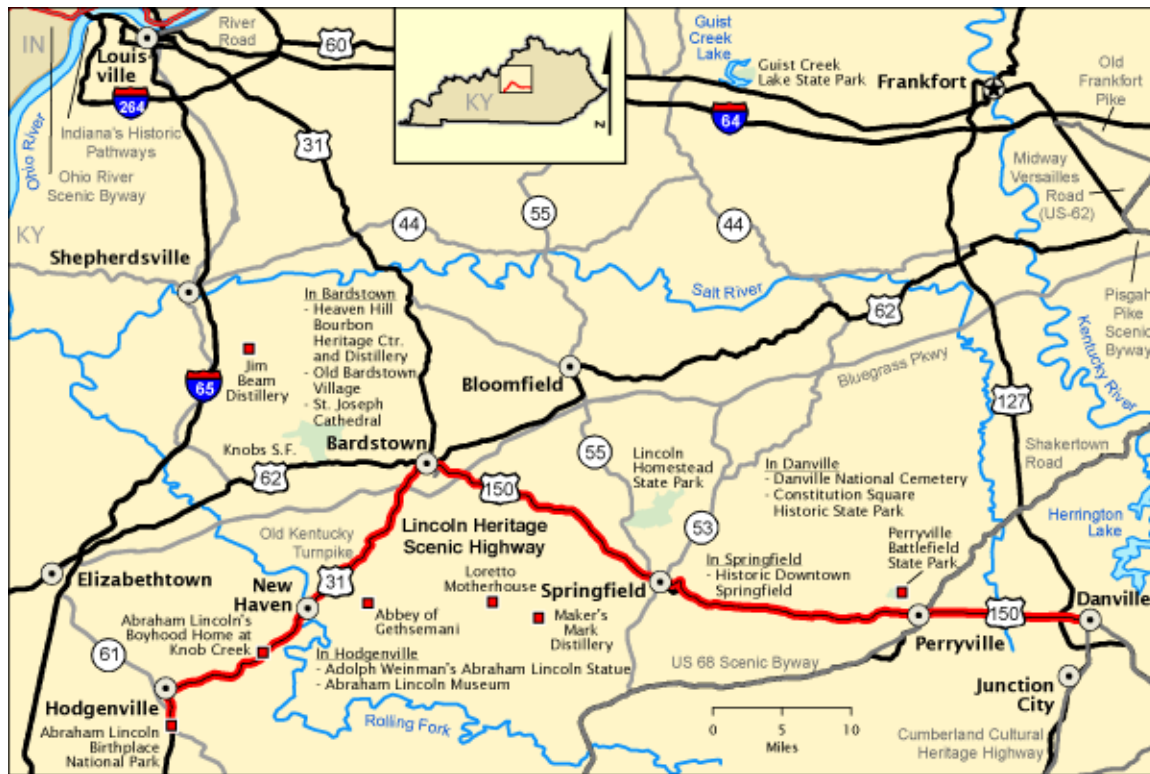 IN
River
Road
60
Louis-
ville
264
Indiana's Historic
Pathways
Ohio River
Ohio River
Scenic Byway
KY
31
KY
N
Guist
Creek
Lake
Guist Creek
Lake State Park
64
Frankfort
Old
Frankfort
Pike
Midway
Versailles
Road
(US-62)
Pisgah
Pike
Scenic
Byway
44
55
44
Shepherdsville
Salt River
62
Kentucky River
In Bardstown
- Heaven Hill
Bourbon
Heritage Ctr.
and Distillery
- Old Bardstown
Village
- St. Joseph
Cathedral
Jim
Beam
Distillery
65
Bloomfield
Bluegrass Pkwy
127
Knobs S.F.
Bardstown
62
150
55
Lincoln
Homestead
State Park
53
In Danville
- Danville National Cemetery
- Constitution Square
Historic State Park
Shakertown
Road
Herrington
Lake
Old Kentucky
Turnpike
Lincoln Heritage
Scenic Highway
Elizabethtown
New
Haven
31
Loretto
Motherhouse
Abbey of
Gethsemani
Maker's
Mark
Distillery
Springfield
In Springfield
- Historic Downtown
Springfield
Perryville
Battlefield
State Park
150
Danville
Perryville
Abraham Lincoln's
Boyhood Home at
Knob Creek
61
In Hodgenville
- Adolph Weinman's Abraham Lincoln Statue
- Abraham Lincoln Museum
US 68 Scenic Byway
Junction
City
Hodgenville
Abraham Lincoln
Birthplace
National Park
Rolling Fork
0 5 10
Miles
Cumberland Cultural
Heritage Highway